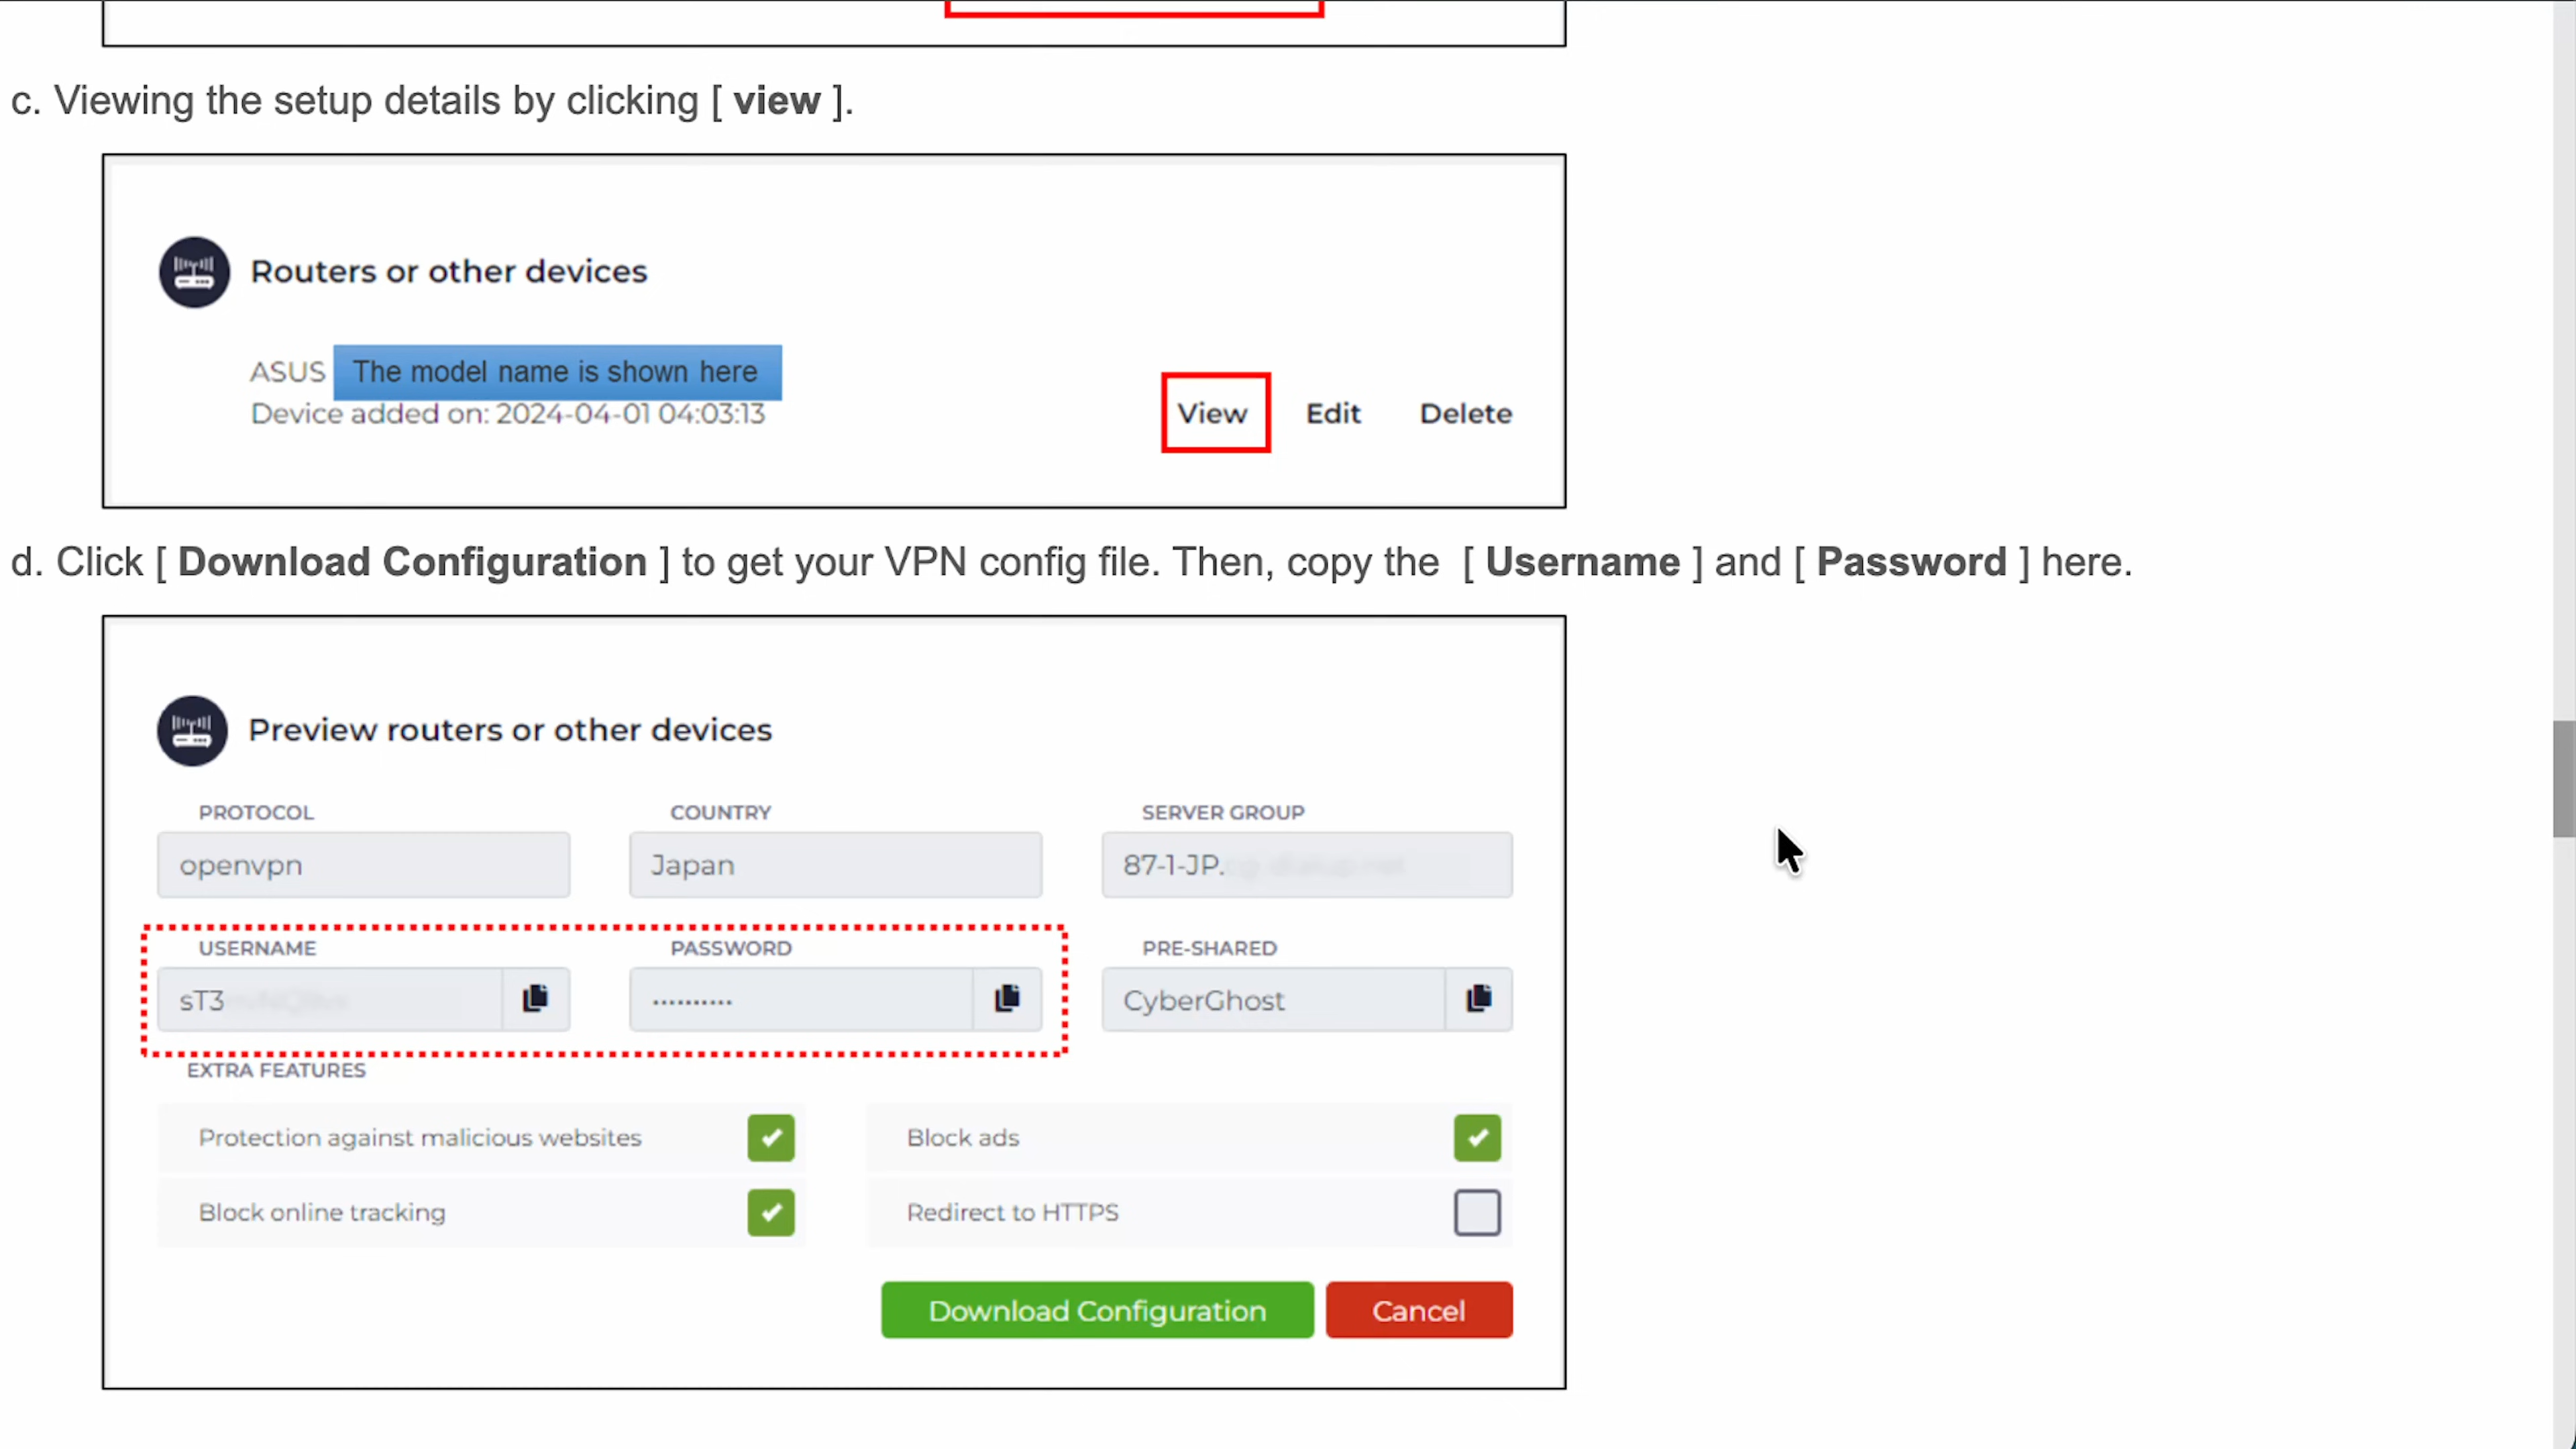 c. Viewing the setup details by clicking [ view ].
Routers or other devices
ASUS The model name is shown here
Device added on: 2024-04-01 04:03:13
View Edit Delete
d. Click [ Download Configuration ] to get your VPN config file. Then, copy the [ Username ] and [ Password ] here.
Preview routers or other devices
PROTOCOL COUNTRY SERVER GROUP
openvpn Japan 87-1-JP.
USERNAME PASSWORD PRE-SHARED
sT3 ·········· CyberGhost
EXTRA FEATURES
Protection against malicious websites Block ads
Block online tracking Redirect to HTTPS
Download Configuration Cancel